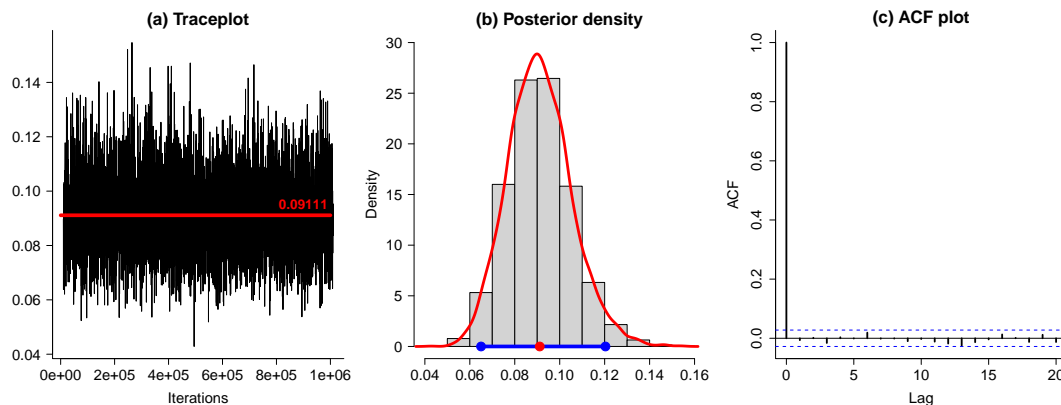 (a) Traceplot
0.14
0.12
0.10
0.08
0.06
0.04
0.09111
0e+00 2e+05 4e+05 6e+05 8e+05 1e+06
Iterations
(b) Posterior density
Density
30
25
20
15
10
5
0
0.04 0.06 0.08 0.10 0.12 0.14 0.16
(c) ACF plot
ACF
1.0
0.8
0.6
0.4
0.2
0.0
0 5 10 15 20
Lag